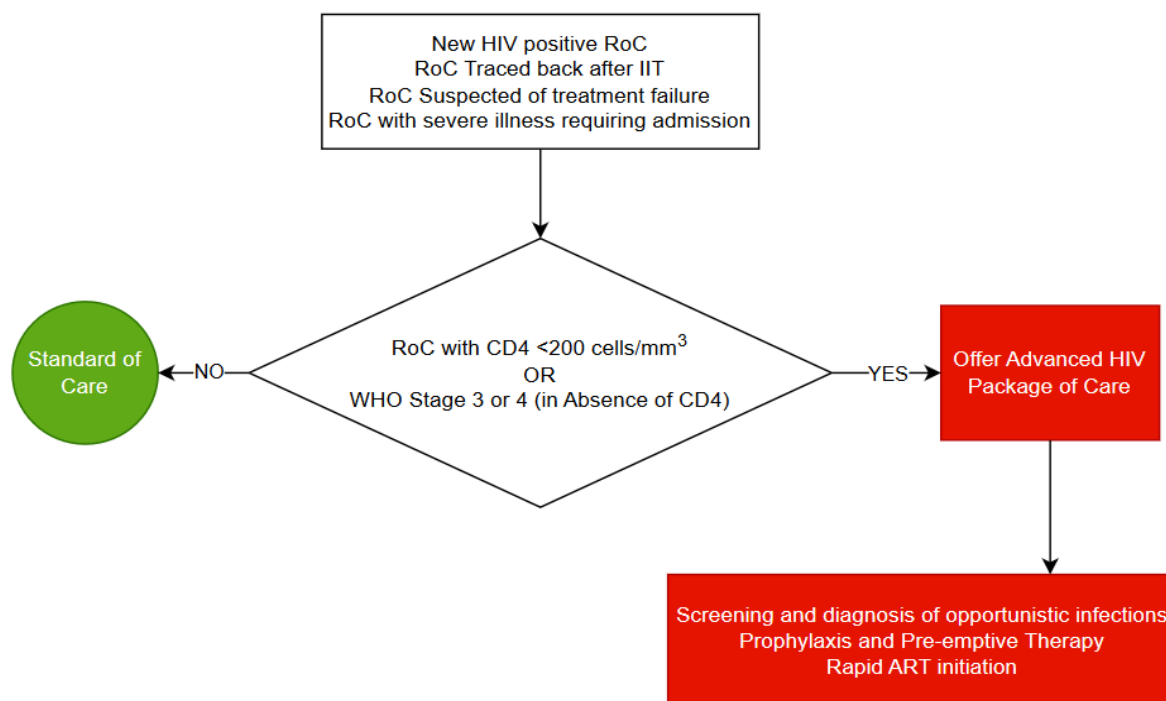 New HIV positive RoC
RoC Traced back after IIT
RoC Suspected of treatment failure
RoC with severe illness requiring admission
RoC with CD4 <200 cells/mm³
OR
WHO Stage 3 or 4 (in Absence of CD4)
NO
Standard of
Care
YES
Offer Advanced HIV
Package of Care
Screening and diagnosis of opportunistic infections
Prophylaxis and Pre-emptive Therapy
Rapid ART initiation